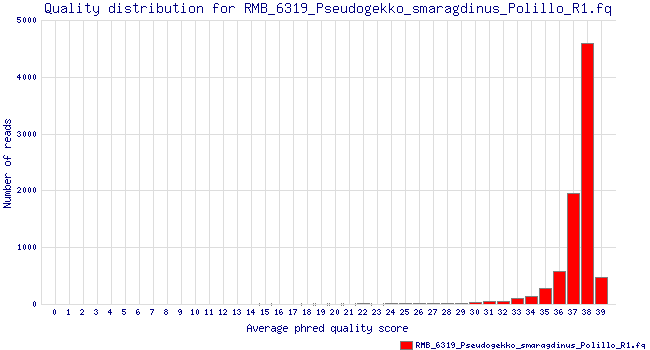 Quality distribution for RMB_6319_Pseudogekko_smaragdinus_Polillo_R1.fq
5000
4000
3000
2000
1000
0
Number of reads
0 1 2 3 4 5 6 7 8 9 10 11 12 13 14 15 16 17 18 19 20 21 22 23 24 25 26 27 28 29 30 31 32 33 34 35 36 37 38 39
Average phred quality score
RMB_6319_Pseudogekko_smaragdinus_Polillo_R1.fq